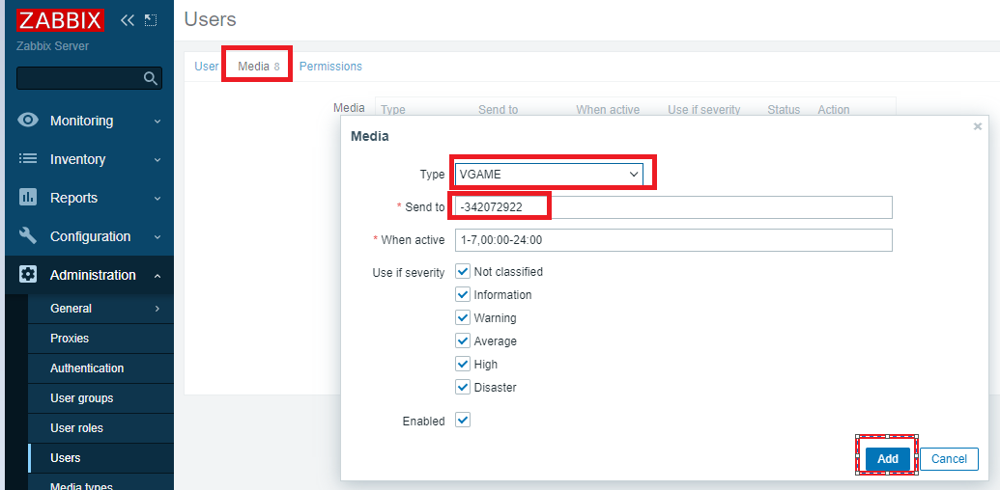 ZABBIX
Zabbix Server
Monitoring
Inventory
Reports
Configuration
Administration
General
Proxies
Authentication
User groups
User roles
Users
Media types
Users
User Media 8 Permissions
Media Type Send to When active Use if severity Status Action
Media
Type VGAME
* Send to -342072922
* When active 1-7,00:00-24:00
Use if severity Not classified
Information
Warning
Average
High
Disaster
Enabled
Add Cancel